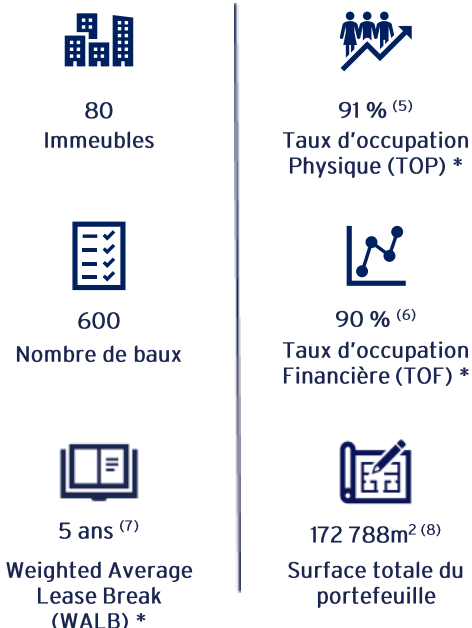 80
Immeubles
600
Nombre de baux
5 ans (7)
Weighted Average
Lease Break
(WALB) *
91 % (5)
Taux d'occupation
Physique (TOP) *
90 % (6)
Taux d'occupation
Financière (TOF) *
172 788m² (8)
Surface totale du
portefeuille